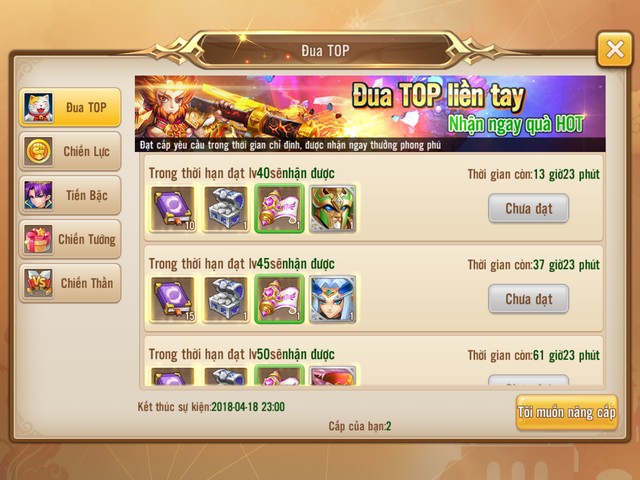 Đua TOP
Đua TOP
Chiến Lực
Tiến Bậc
Chiến Tướng
VS
Chiến Thần
Đua TOP liền tay
Nhận ngay quà HOT
Đạt cấp yêu cầu trong thời gian chỉ định, được nhận ngay thưởng phong phú
Trong thời hạn đạt lv40sẽnhận được
Thời gian còn:13 giờ23 phút
10 1 1 1
Chưa đạt
Trong thời hạn đạt lv45sẽnhận được
Thời gian còn:37 giờ23 phút
15 1 1 1
Chưa đạt
Trong thời hạn đạt lv50sẽnhận được
Thời gian còn:61 giờ23 phút
Chưa đạt
Kết thúc sự kiện:2018-04-18 23:00
Cấp của bạn:2
Tôi muốn nâng cấp